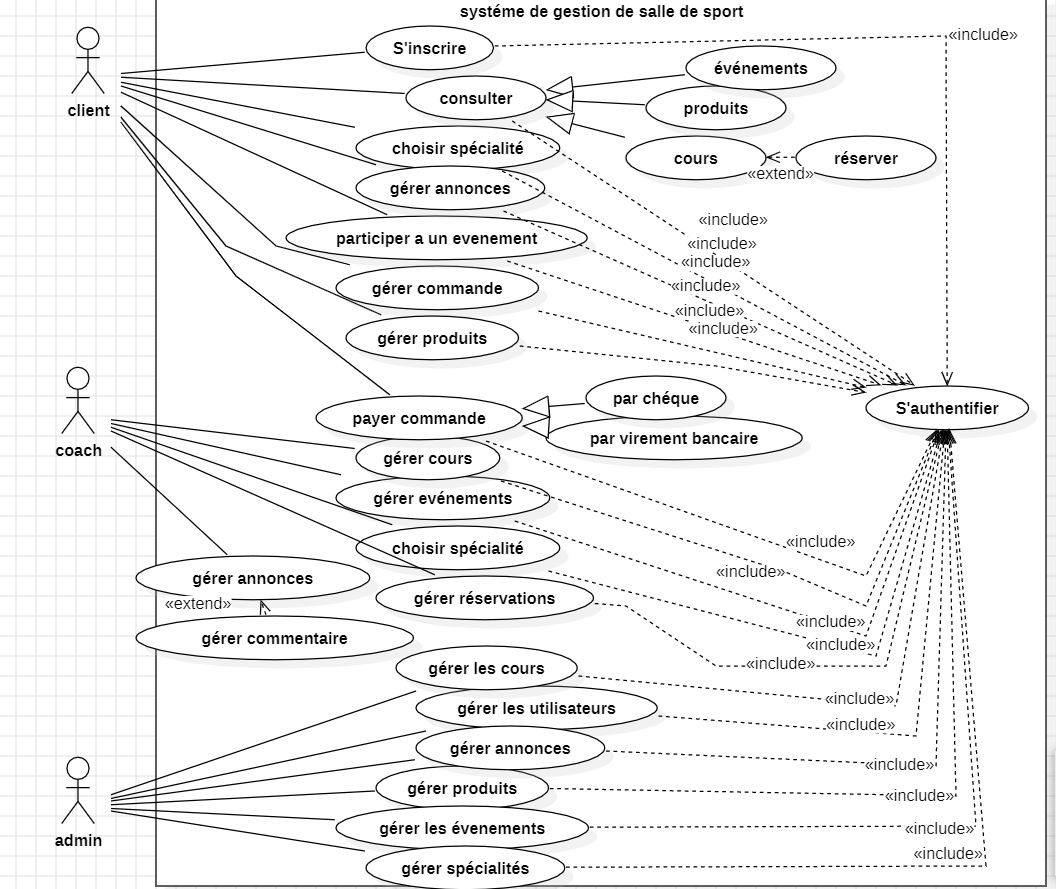 systéme de gestion de salle de sport
S'inscrire
«include»
client
consulter
événements
produits
choisir spécialité
cours
réserver
«extend»
gérer annonces
«include»
participer a un evenement
«include»
«include»
gérer commande
«include»
«include»
gérer produits
«include»
coach
payer commande
par chéque
S'authentifier
par virement bancaire
gérer cours
gérer evénements
choisir spécialité
«include»
gérer annonces
«include»
«extend»
gérer réservations
«include»
gérer commentaire
«include»
gérer les cours
«include»
gérer les utilisateurs
«include»
«include»
gérer annonces
«include»
admin
gérer produits
«include»
gérer les évenements
«include»
gérer spécialités
«include»